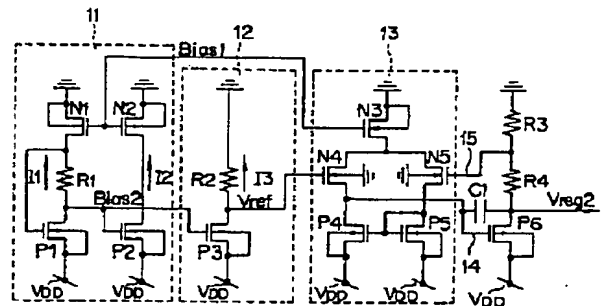 11
12
13
Bias1
N1
N2
N3
R3
15
I1
R1
I2
R2
I3
N4
N5
R4
Bias2
Vref
C1
Vreg2
P1
P2
P3
P4
P5
P6
14
VDD
VDD
VDD
VDD
VDD
VDD